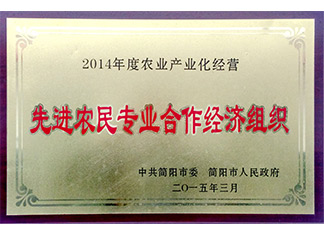 2014年度农业产业化经营
先进农民专业合作经济组织
中共简阳市委 简阳市人民政府
二〇一五年三月